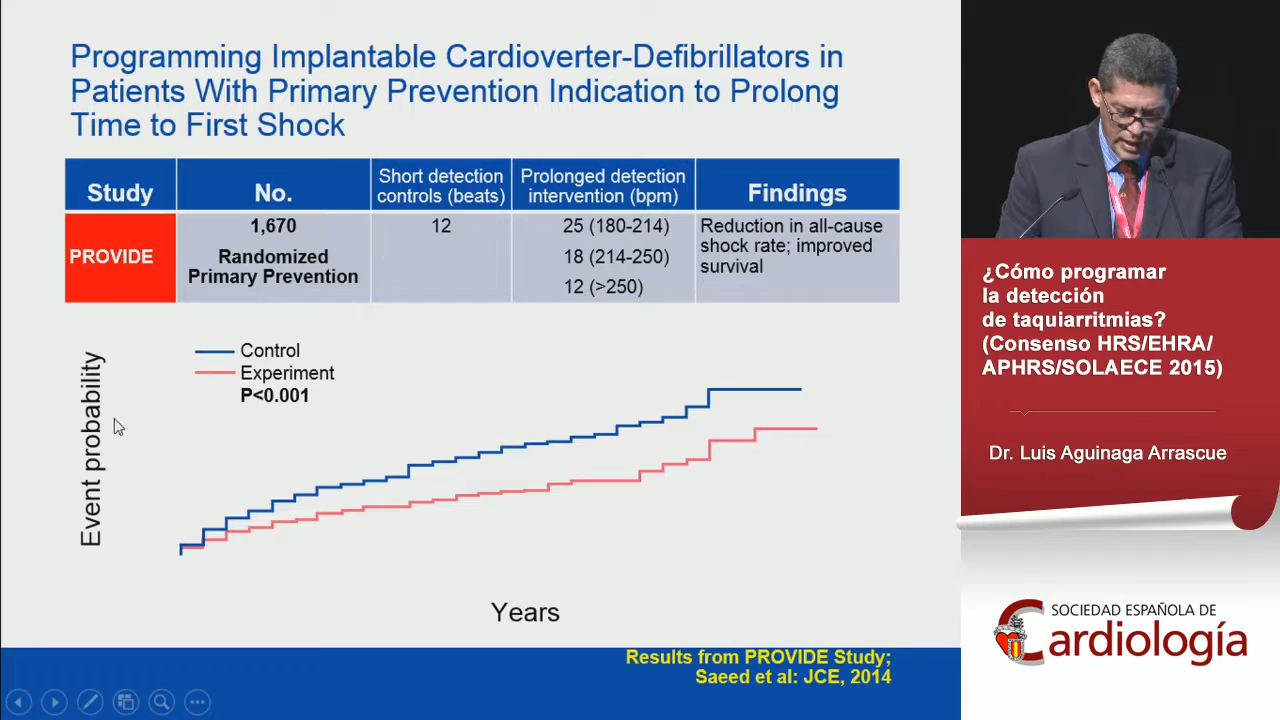 Programming Implantable Cardioverter-Defibrillators in
Patients With Primary Prevention Indication to Prolong
Time to First Shock
Study
No.
Short detection
controls (beats)
Prolonged detection
intervention (bpm)
Findings
PROVIDE
1,670
Randomized
Primary Prevention
12
25 (180-214)
18 (214-250)
12 (>250)
Reduction in all-cause
shock rate; improved
survival
Control
Experiment
P<0.001
Event probability
Years
Results from PROVIDE Study;
Saeed et al: JCE, 2014
¿Cómo programar
la detección
de taquiarritmias?
(Consenso HRS/EHRA/
APHRS/SOLAECE 2015)
Dr. Luis Aguinaga Arrascue
SOCIEDAD ESPAÑOLA DE
Cardiología